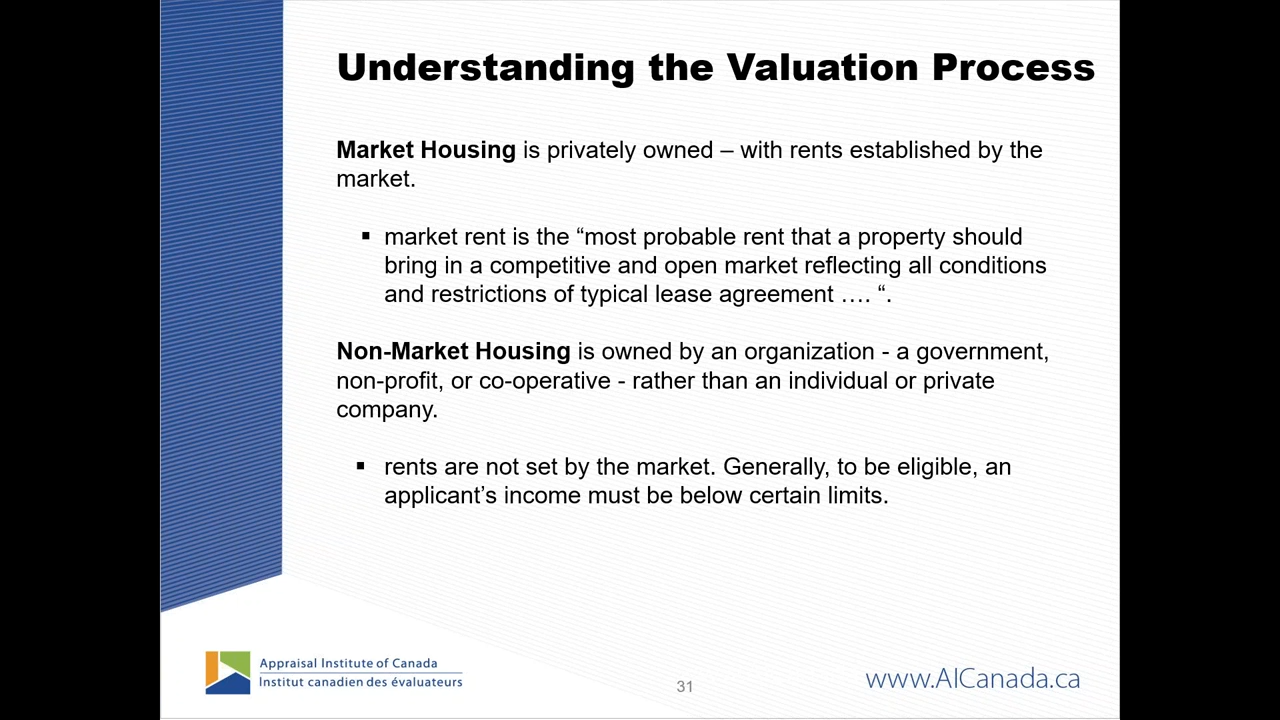 Understanding the Valuation Process
Market Housing is privately owned – with rents established by the
market.
▪ market rent is the “most probable rent that a property should
bring in a competitive and open market reflecting all conditions
and restrictions of typical lease agreement …. “.
Non-Market Housing is owned by an organization - a government,
non-profit, or co-operative - rather than an individual or private
company.
▪ rents are not set by the market. Generally, to be eligible, an
applicant’s income must be below certain limits.
Appraisal Institute of Canada
Institut canadien des évaluateurs
31
www.AICanada.ca